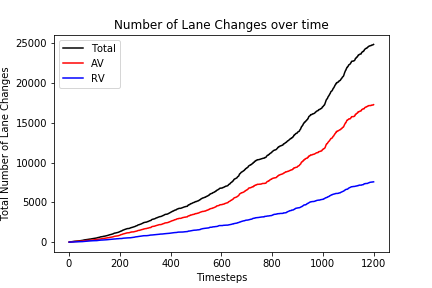 Number of Lane Changes over time
Total Number of Lane Changes
25000
20000
15000
10000
5000
0
Total
AV
RV
0 200 400 600 800 1000 1200
Timesteps